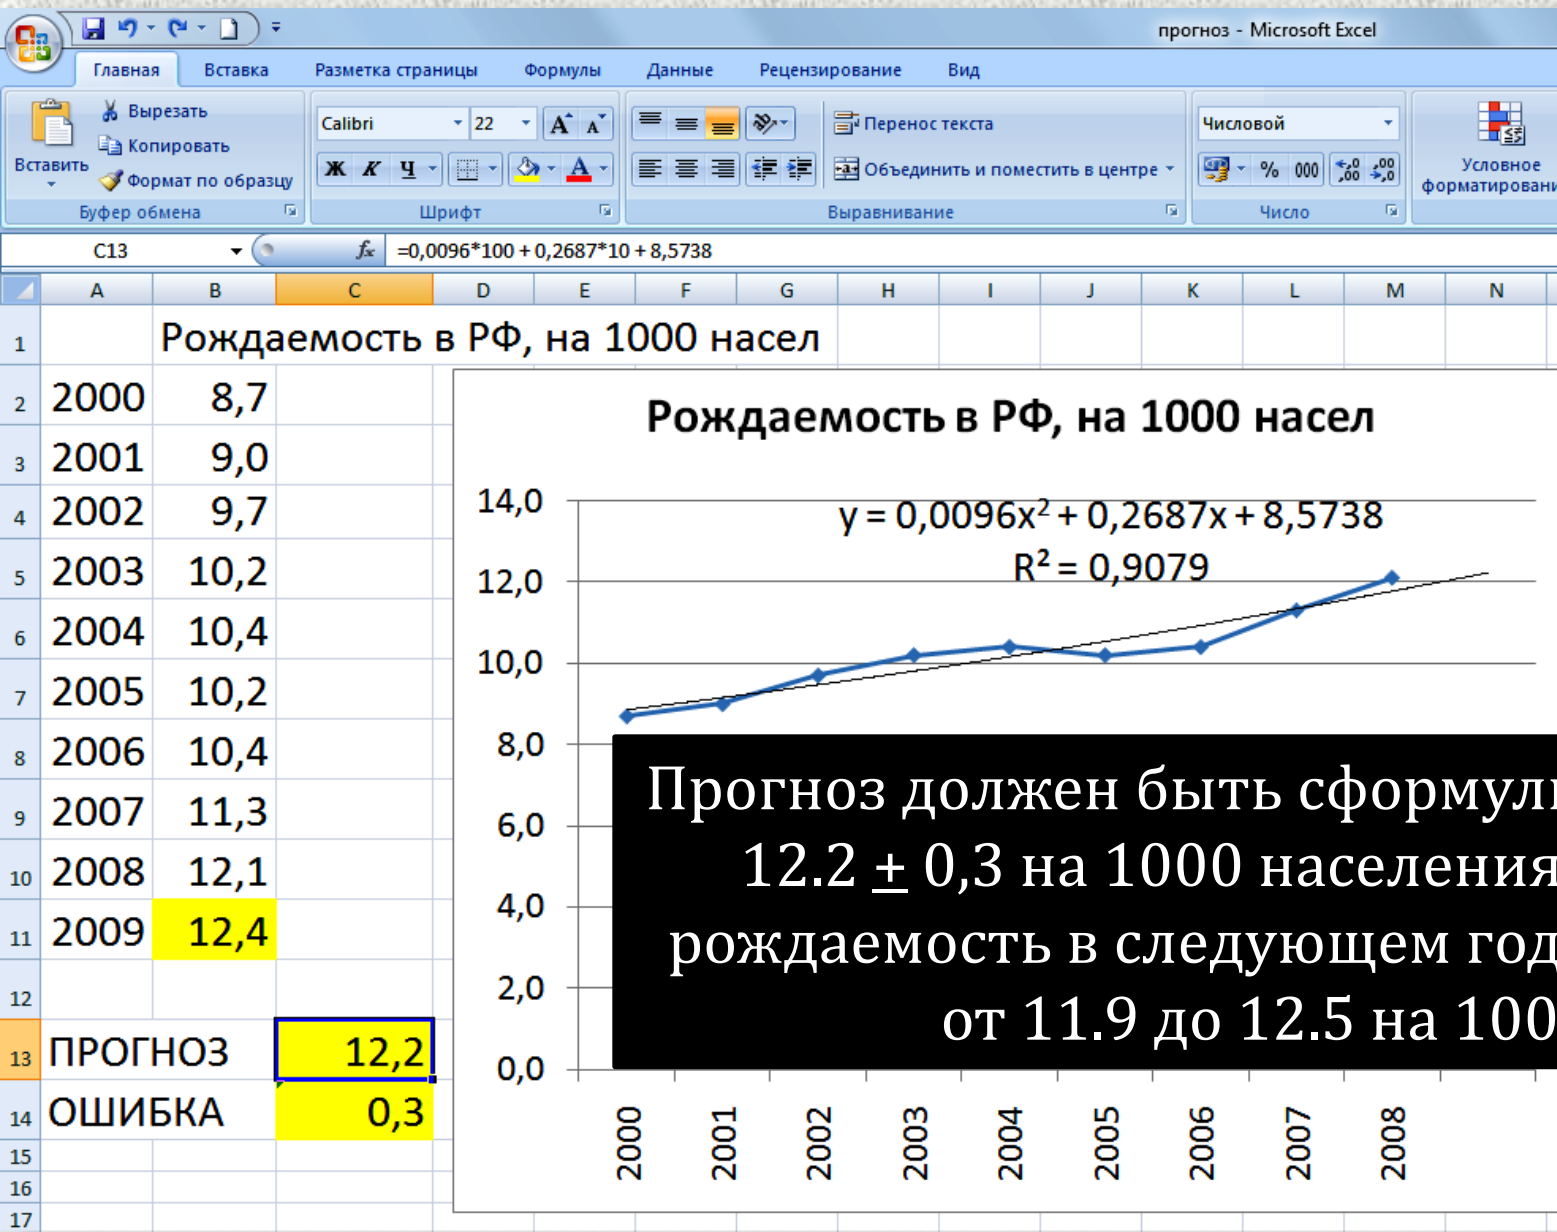 прогноз - Microsoft Excel
Главная Вставка Разметка страницы Формулы Данные Рецензирование Вид
Вставить
Вырезать
Копировать
Формат по образцу
Буфер обмена
Calibri 22
Ж К Ч
Шрифт
Перенос текста
Объединить и поместить в центре
Выравнивание
Числовой
% 000
Число
Условное
C13 fx =0,0096*100 + 0,2687*10 + 8,5738
A B C D E F G H I J K L M N
1 Рождаемость в РФ, на 1000 насел
2 2000 8,7
3 2001 9,0
4 2002 9,7
5 2003 10,2
6 2004 10,4
7 2005 10,2
8 2006 10,4
9 2007 11,3
10 2008 12,1
11 2009 12,4
12
13 ПРОГНОЗ 12,2
14 ОШИБКА 0,3
15
16
17
Рождаемость в РФ, на 1000 насел
y = 0,0096x² + 0,2687x + 8,5738
R² = 0,9079
14,0
12,0
10,0
8,0
6,0
4,0
2,0
0,0
2000 2001 2002 2003 2004 2005 2006 2007 2008
Прогноз должен быть
12.2 ± 0,3 на 1000 населения
рождаемость в следующем
от 11.9 до 12.5 на